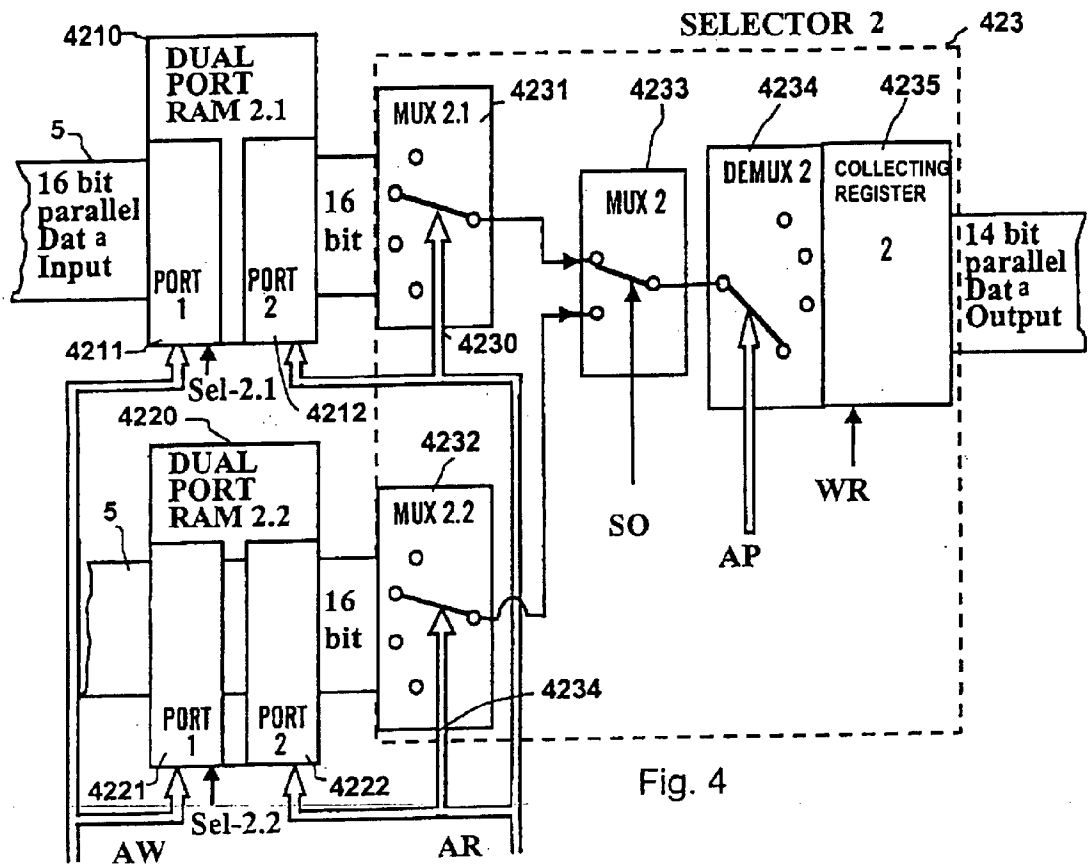 SELECTOR 2
423
4210
DUAL
PORT
RAM 2.1
5
16 bit
parallel
Dat a
Input
PORT
1
PORT
2
16
bit
MUX 2.1
4231
4233
MUX 2
4234
DEMUX 2
4235
COLLECTING
REGISTER
2
14 bit
parallel
Dat a
Output
4211
Sel-2.1
4212
4230
4220
DUAL
PORT
RAM 2.2
5
PORT
1
PORT
2
16
bit
4232
MUX 2.2
SO
AP
WR
4234
4221
Sel-2.2
4222
AW
AR
Fig. 4